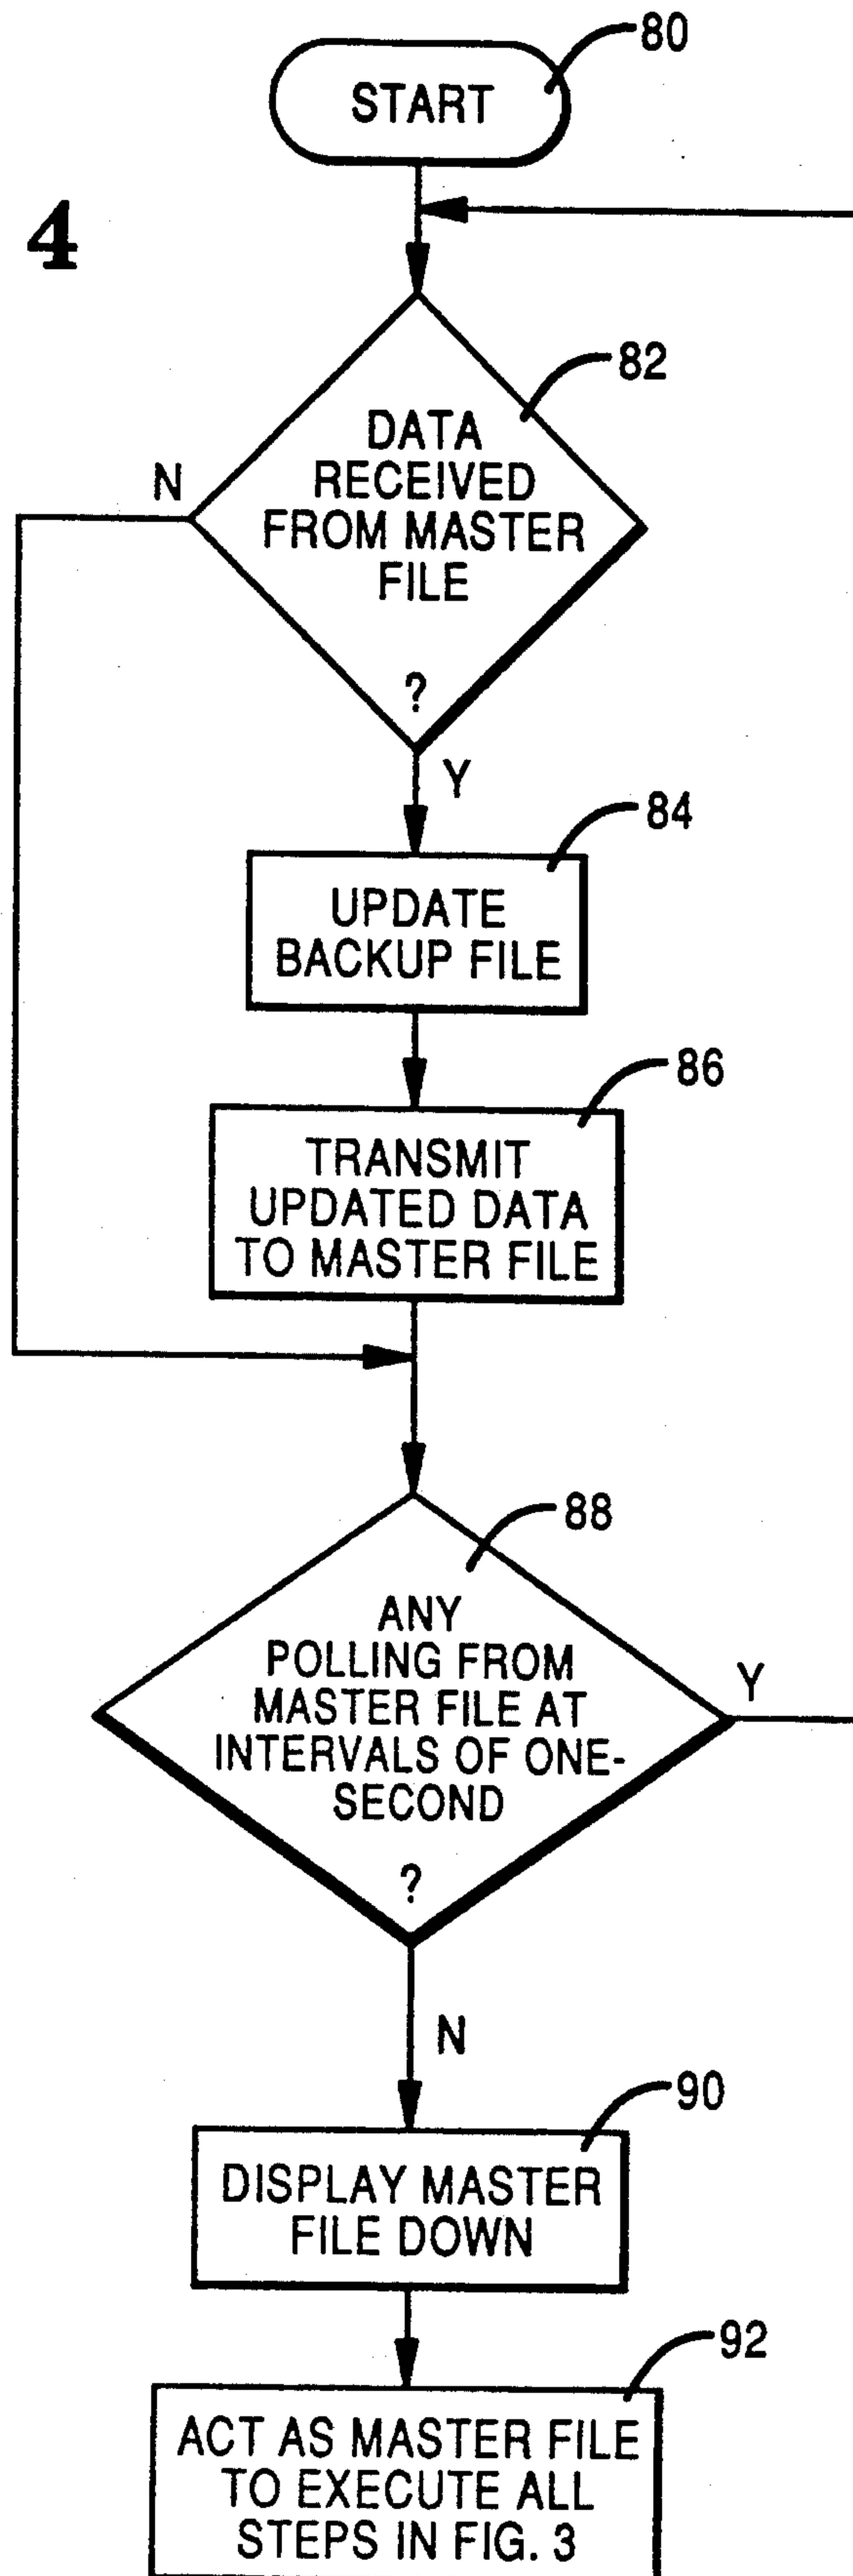 80
START
4
82
DATA
RECEIVED
FROM MASTER
FILE
?
N
Y
84
UPDATE
BACKUP FILE
86
TRANSMIT
UPDATED DATA
TO MASTER FILE
88
ANY
POLLING FROM
MASTER FILE AT
INTERVALS OF ONE-
SECOND
?
Y
N
90
DISPLAY MASTER
FILE DOWN
92
ACT AS MASTER FILE
TO EXECUTE ALL
STEPS IN FIG. 3